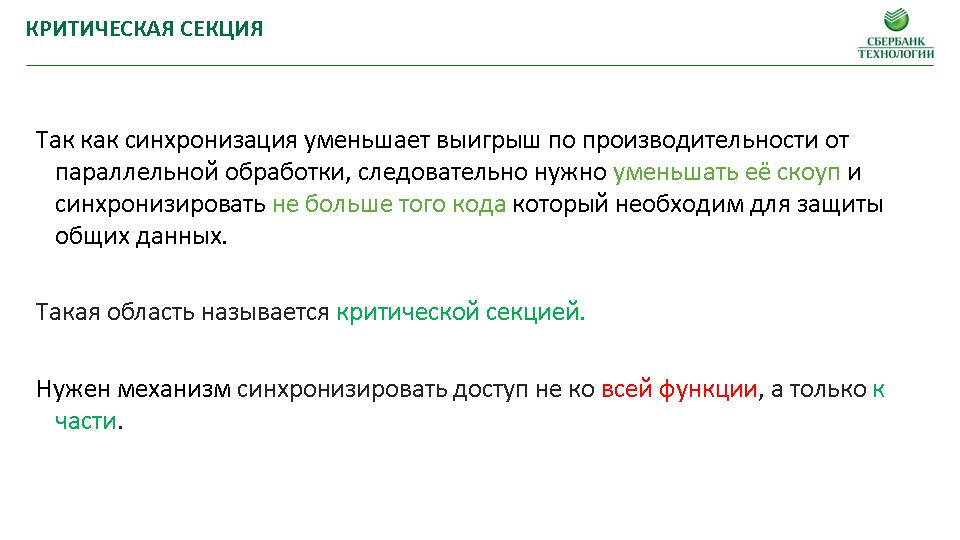 КРИТИЧЕСКАЯ СЕКЦИЯ
СБЕРБАНК
ТЕХНОЛОГИИ
Так как синхронизация уменьшает выигрыш по производительности от
параллельной обработки, следовательно нужно уменьшать её скоуп и
синхронизировать не больше того кода который необходим для защиты
общих данных.
Такая область называется критической секцией.
Нужен механизм синхронизировать доступ не ко всей функции, а только к
части.